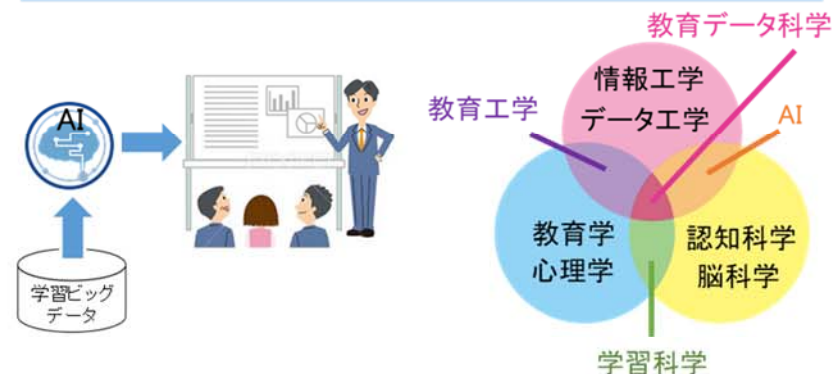 AI
学習ビッグ
データ
教育データ科学
情報工学
データ工学
教育工学
AI
教育学
心理学
認知科学
脳科学
学習科学